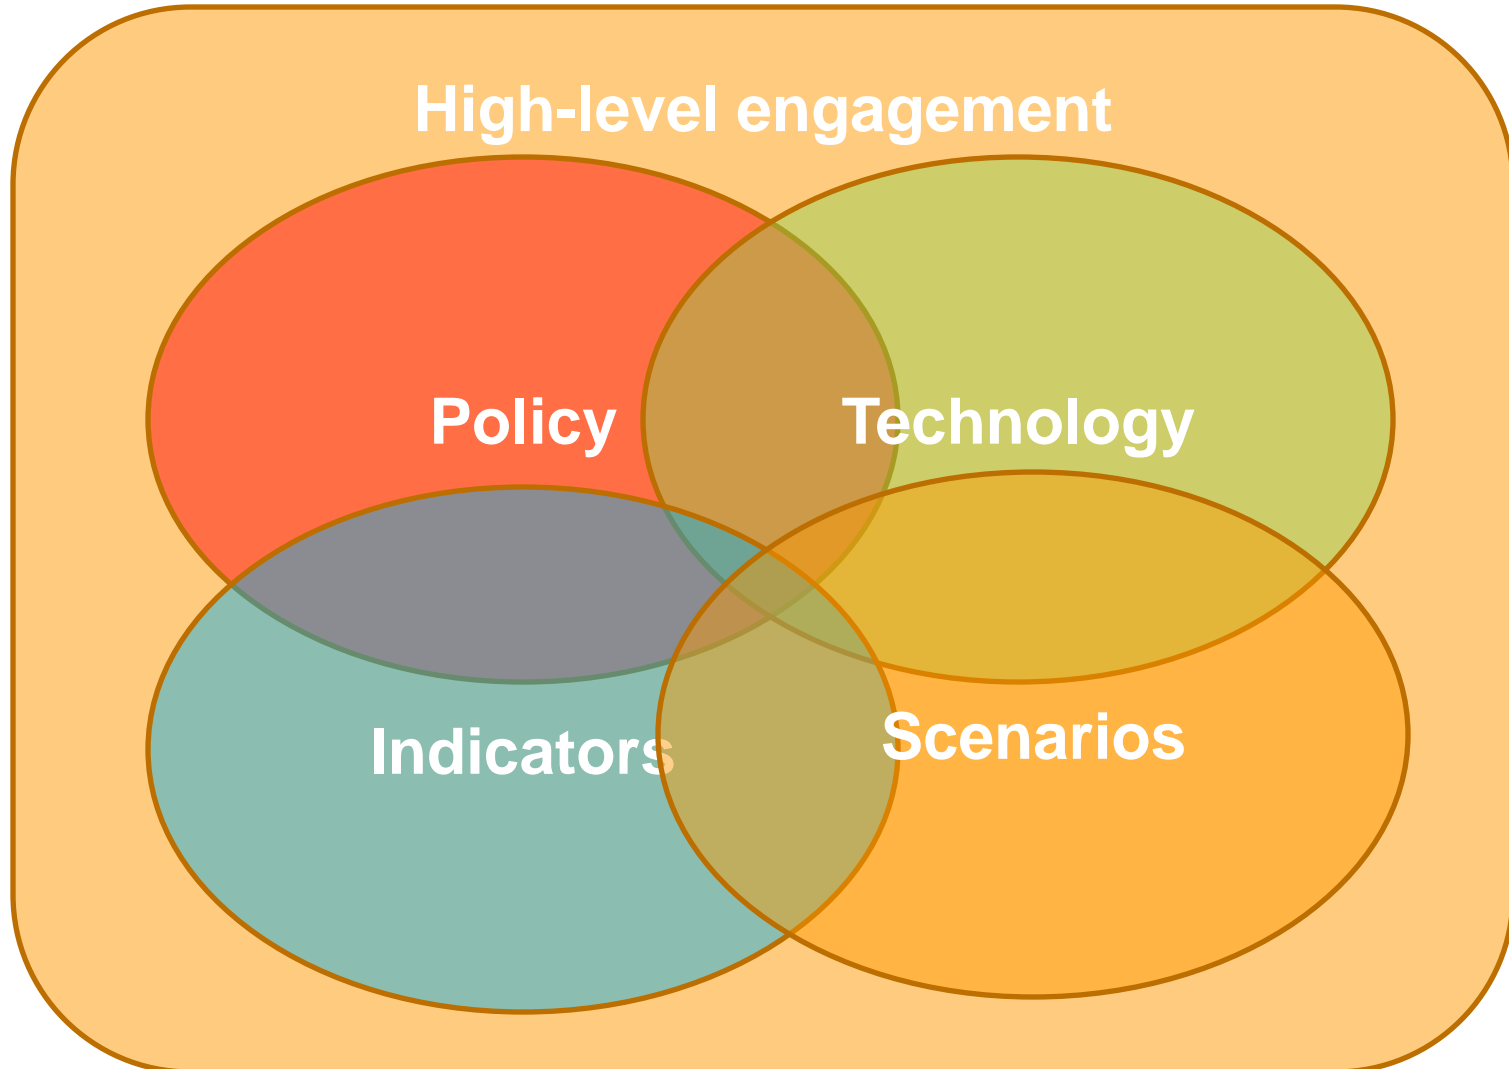 High-level engagement
Policy
Technology
Indicators
Scenarios